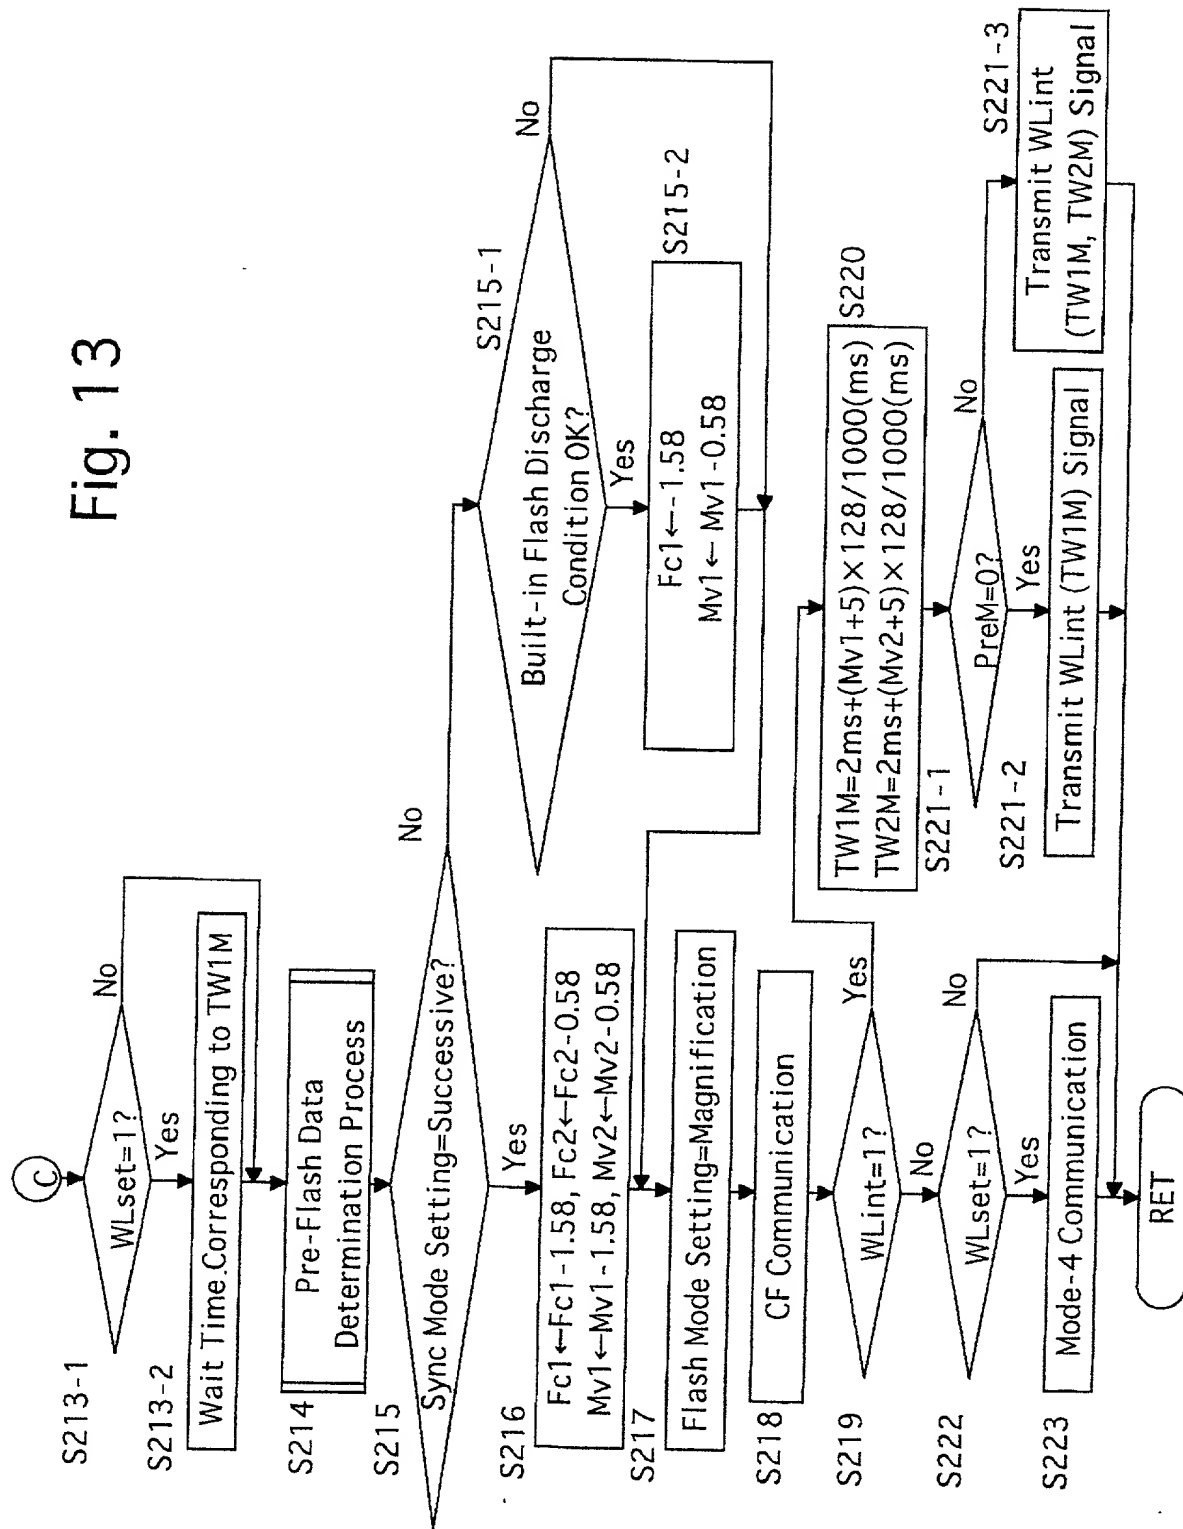 Fig. 13
C
S213-1
WLset=1?
No
Yes
S213-2
Wait Time.Corresponding to TW1M
S214
Pre-Flash Data
Determination Process
S215
Sync Mode Setting=Successive?
No
Yes
S215-1
Built-in Flash Discharge
Condition OK?
No
Yes
S215-2
Fc1←-1.58
Mv1← Mv1-0.58
S216
Fc1←Fc1-1.58, Fc2←Fc2-0.58
Mv1←Mv1-1.58, Mv2←Mv2-0.58
S217
Flash Mode Setting=Magnification
S218
CF Communication
S219
WLint=1?
Yes
No
S220
TW1M=2ms+(Mv1+5)×128/1000(ms)
TW2M=2ms+(Mv2+5)×128/1000(ms)
S221-1
PreM=0?
No
Yes
S221-2
Transmit WLint (TW1M) Signal
S221-3
Transmit WLint
(TW1M, TW2M) Signal
S222
WLset=1?
No
Yes
S223
Mode-4 Communication
RET